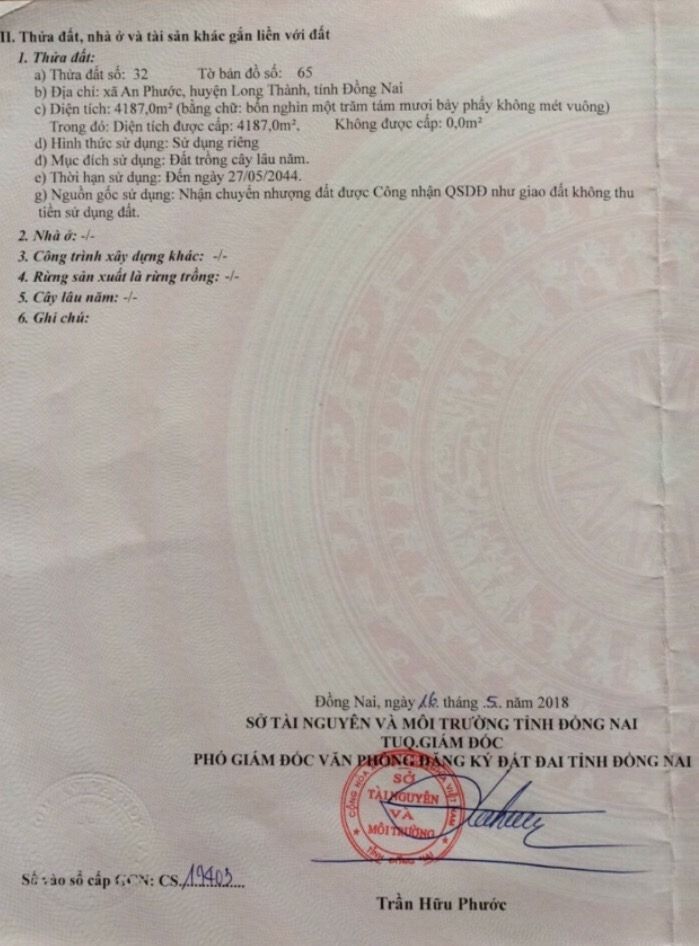 II. Thửa đất, nhà ở và tài sản khác gắn liền với đất
1. Thửa đất:
a) Thửa đất số: 32 Tờ bản đồ số: 65
b) Địa chỉ: xã An Phước, huyện Long Thành, tỉnh Đồng Nai
c) Diện tích: 4187,0m² (bằng chữ: bốn nghìn một trăm tám mươi bảy phẩy không mét vuông)
Trong đó: Diện tích được cấp: 4187,0m². Không được cấp: 0,0m²
d) Hình thức sử dụng: Sử dụng riêng
đ) Mục đích sử dụng: Đất trồng cây lâu năm.
e) Thời hạn sử dụng: Đến ngày 27/05/2044.
g) Nguồn gốc sử dụng: Nhận chuyển nhượng đất được Công nhận QSDĐ như giao đất không thu
tiền sử dụng đất.
2. Nhà ở: -/-
3. Công trình xây dựng khác: -/-
4. Rừng sản xuất là rừng trồng: -/-
5. Cây lâu năm: -/-
6. Ghi chú:
Đồng Nai, ngày 16 tháng .5. năm 2018
SỞ TÀI NGUYÊN VÀ MÔI TRƯỜNG TỈNH ĐỒNG NAI
TUQ.GIÁM ĐỐC
PHÓ GIÁM ĐỐC VĂN PHÒNG ĐĂNG KÝ ĐẤT ĐAI TỈNH ĐỒNG NAI
SỞ
TÀI NGUYÊN
VÀ
MÔI TRƯỜNG
TỈNH ĐỒNG NAI
Số vào sổ cấp GCN: CS.19403
Trần Hữu Phước